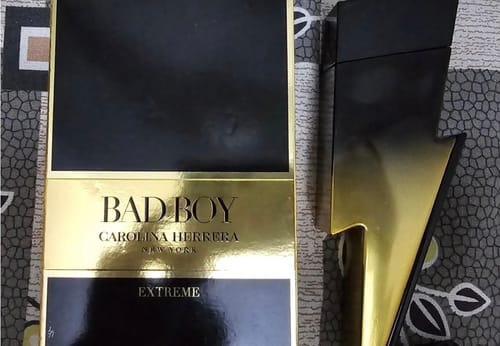 BAD BOY
CAROLINA HERRERA
NEW YORK
EXTREME